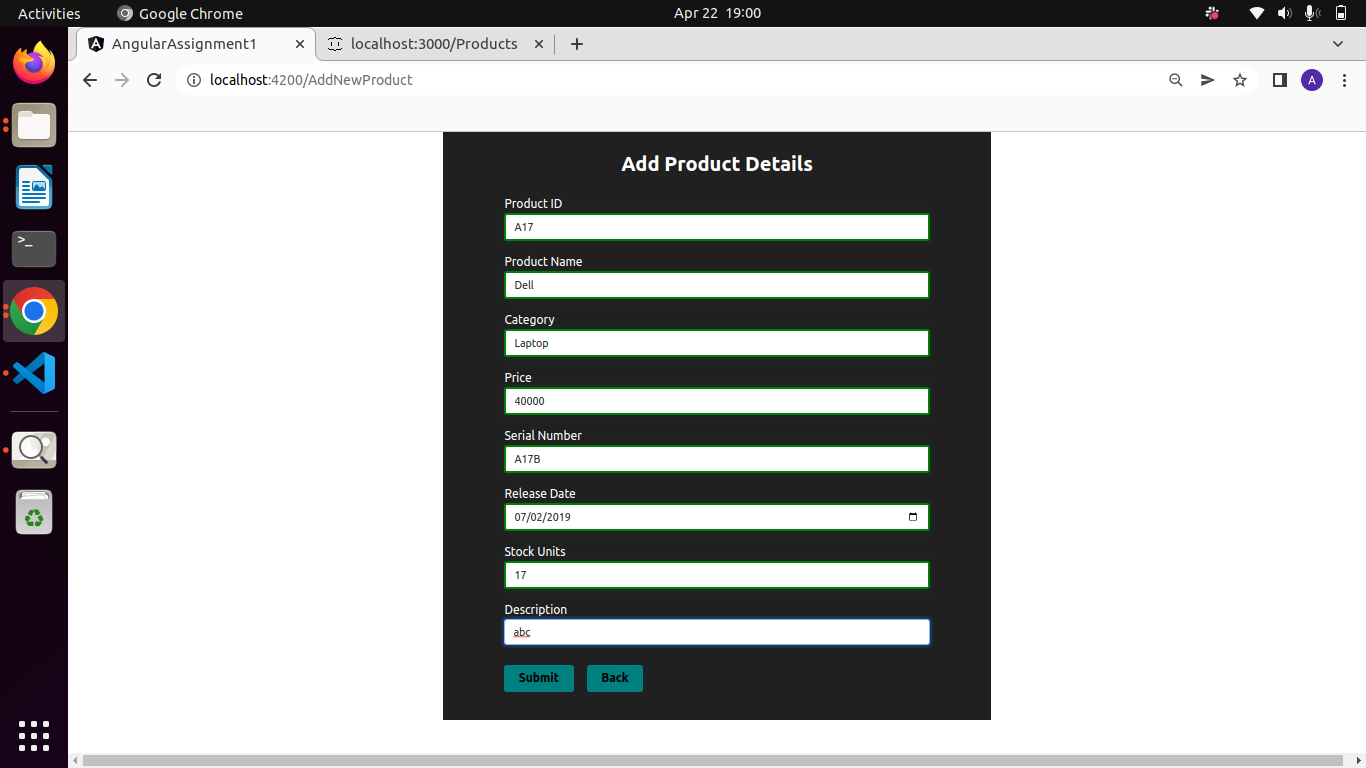 Activities Google Chrome Apr 22 19:00
AngularAssignment1 localhost:3000/Products
localhost:4200/AddNewProduct A
Add Product Details
Product ID
A17
Product Name
Dell
Category
Laptop
Price
40000
Serial Number
A17B
Release Date
07/02/2019
Stock Units
17
Description
abc
Submit Back